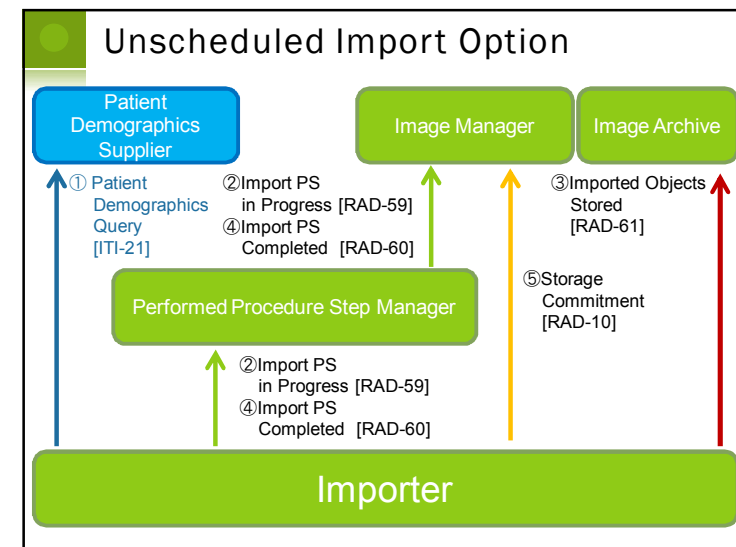 Unscheduled Import Option
Patient
Demographics
Supplier
Image Manager
Image Archive
① Patient
Demographics
Query
[ITI-21]
②Import PS
in Progress [RAD-59]
④Import PS
Completed [RAD-60]
③Imported Objects
Stored
[RAD-61]
Performed Procedure Step Manager
⑤Storage
Commitment
[RAD-10]
②Import PS
in Progress [RAD-59]
④Import PS
Completed [RAD-60]
Importer